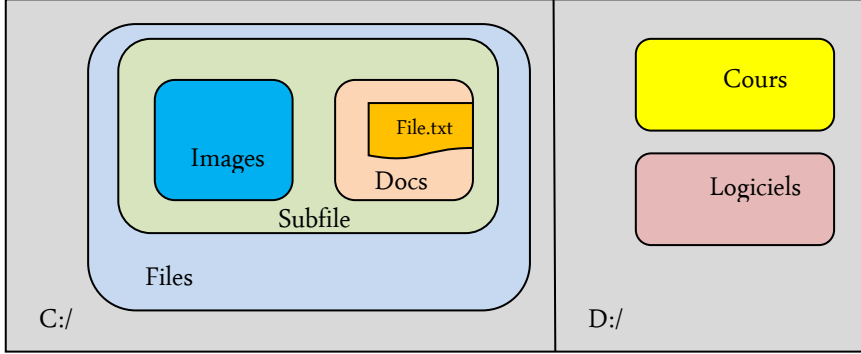 File.txt
Images
Docs
Subfile
Files
C:/
Cours
Logiciels
D:/